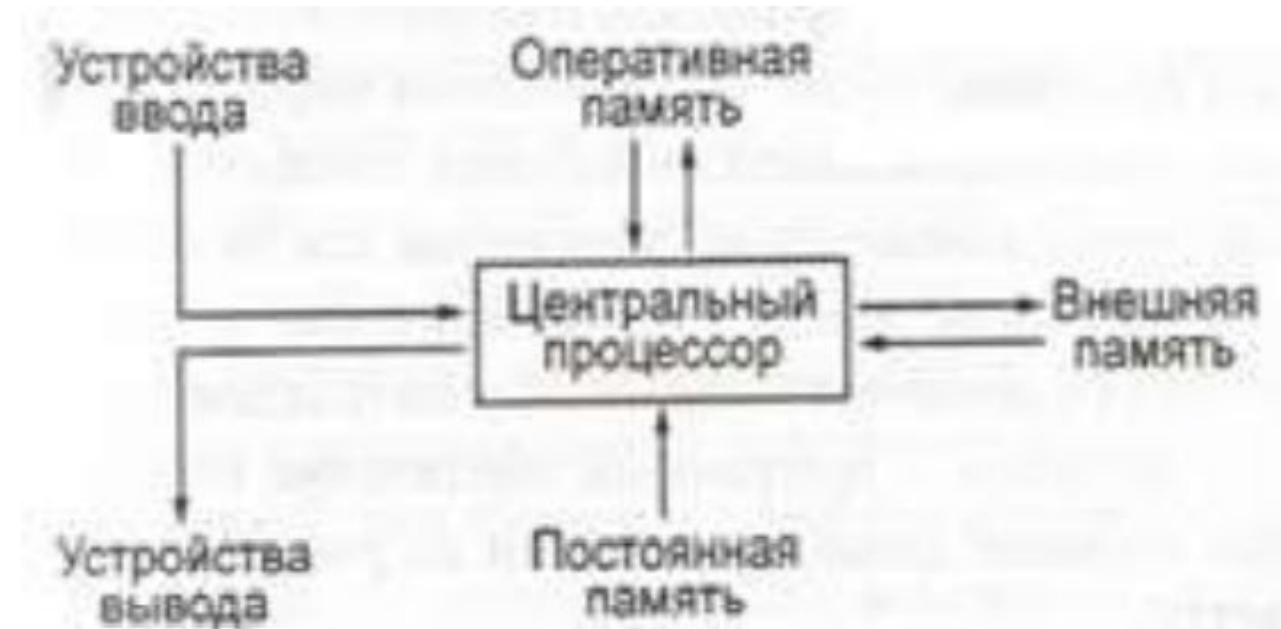 Устройства
ввода
Оперативная
память
Центральный
процессор
Внешняя
память
Устройства
вывода
Постоянная
память